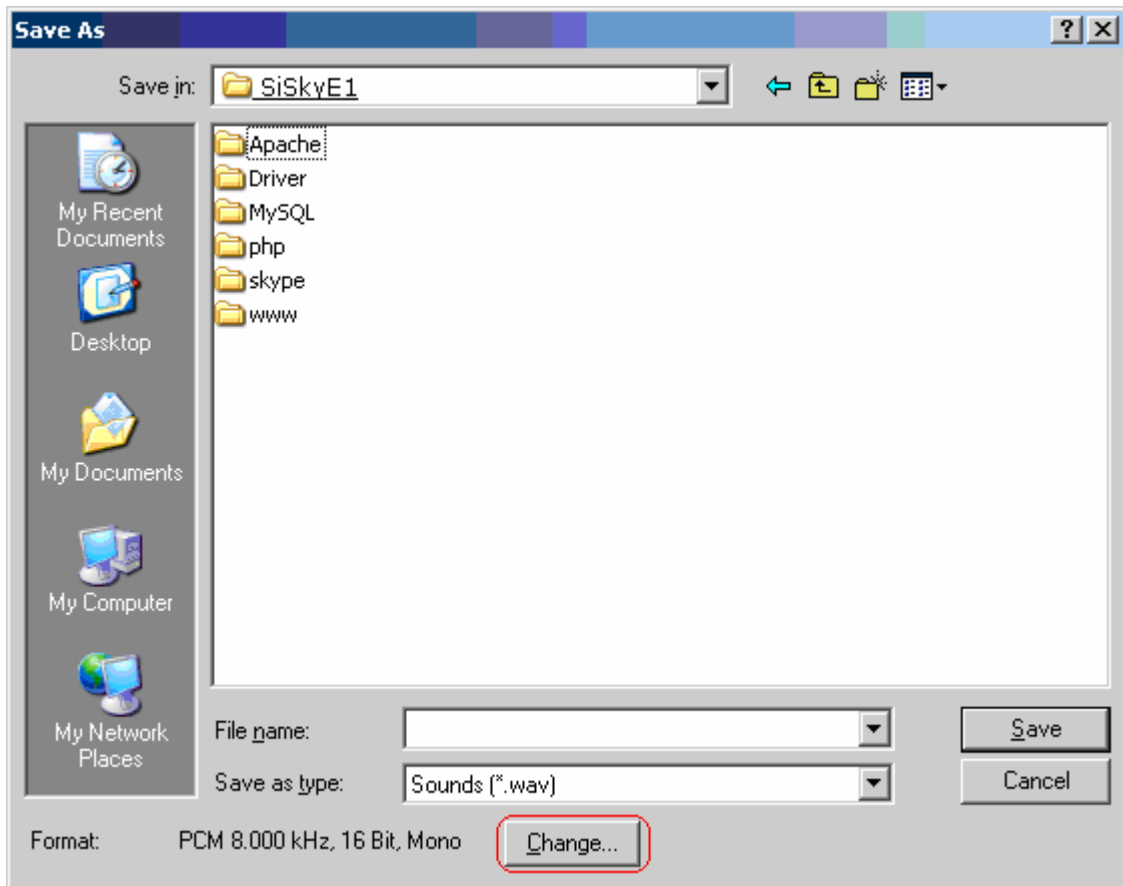 Save As
Save in: SiSkyE1
My Recent
Documents
Desktop
My Documents
My Computer
My Network
Places
Apache
Driver
MySQL
php
skype
www
File name:
Save
Save as type: Sounds (*.wav)
Cancel
Format: PCM 8.000 kHz, 16 Bit, Mono Change...